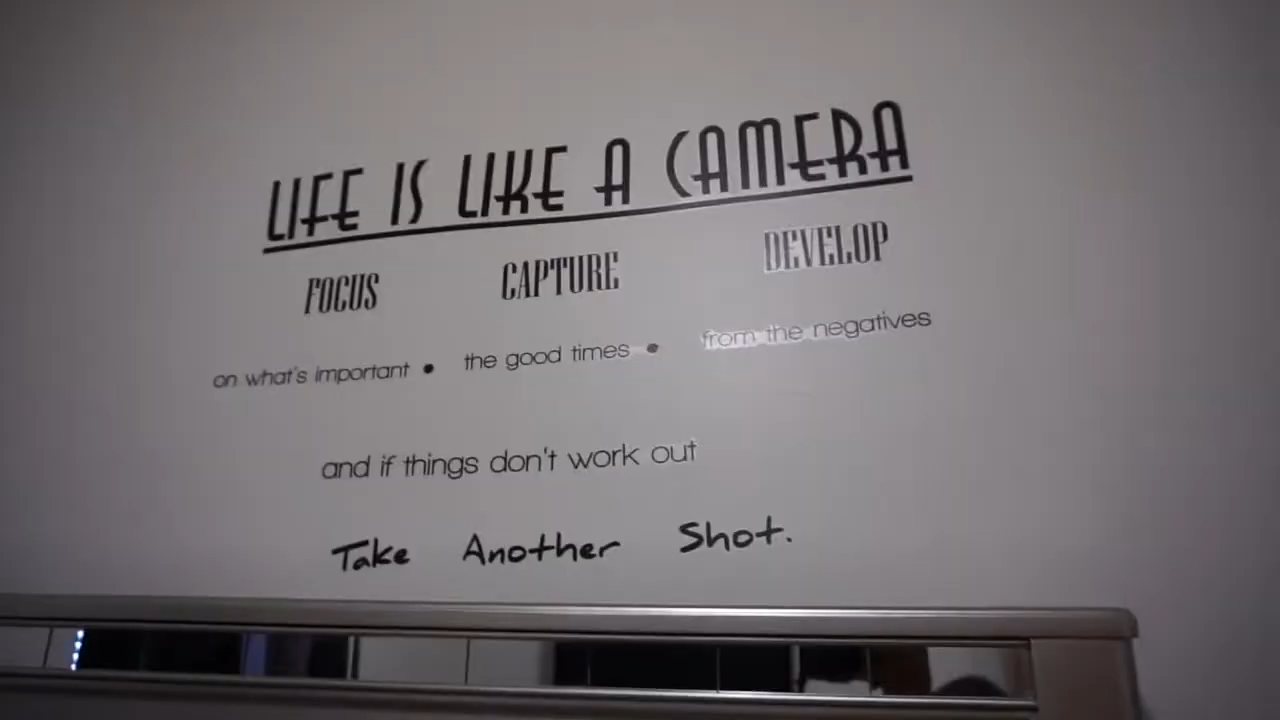 LIFE IS LIKE A CAMERA
FOCUS CAPTURE DEVELOP
on what's important • the good times • from the negatives
and if things don't work out
Take Another Shot.